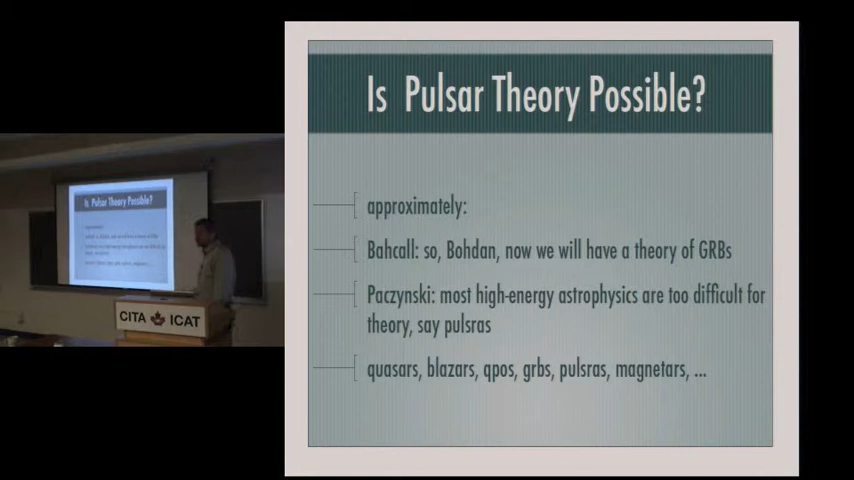 Is Pulsar Theory Possible?
approximately:
Bahcall: so, Bohdan, now we will have a theory of GRBs
Paczynski: most high-energy astrophysics are too difficult for
theory, say pulsras
quasars, blazars, qpos, grbs, pulsras, magnetars, ...
Is Pulsar Theory Possible?
CITA ICAT